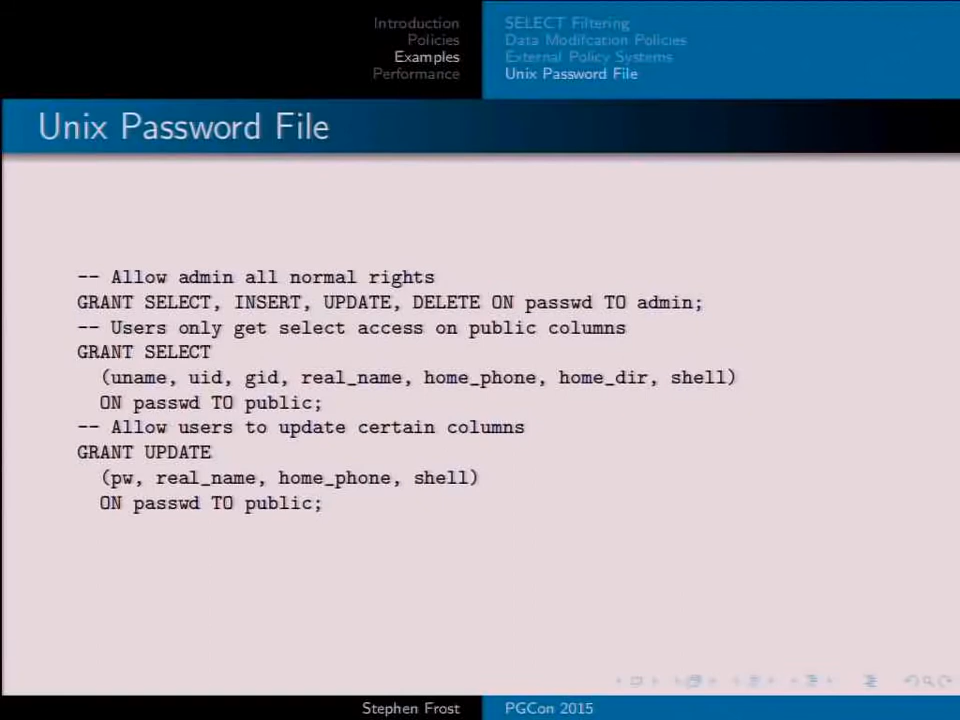 Introduction
Policies
Examples
Performance
SELECT Filtering
Data Modifcation Policies
External Policy Systems
Unix Password File
Unix Password File
-- Allow admin all normal rights
GRANT SELECT, INSERT, UPDATE, DELETE ON passwd TO admin;
-- Users only get select access on public columns
GRANT SELECT
(uname, uid, gid, real_name, home_phone, home_dir, shell)
ON passwd TO public;
-- Allow users to update certain columns
GRANT UPDATE
(pw, real_name, home_phone, shell)
ON passwd TO public;
Stephen Frost
PGCon 2015